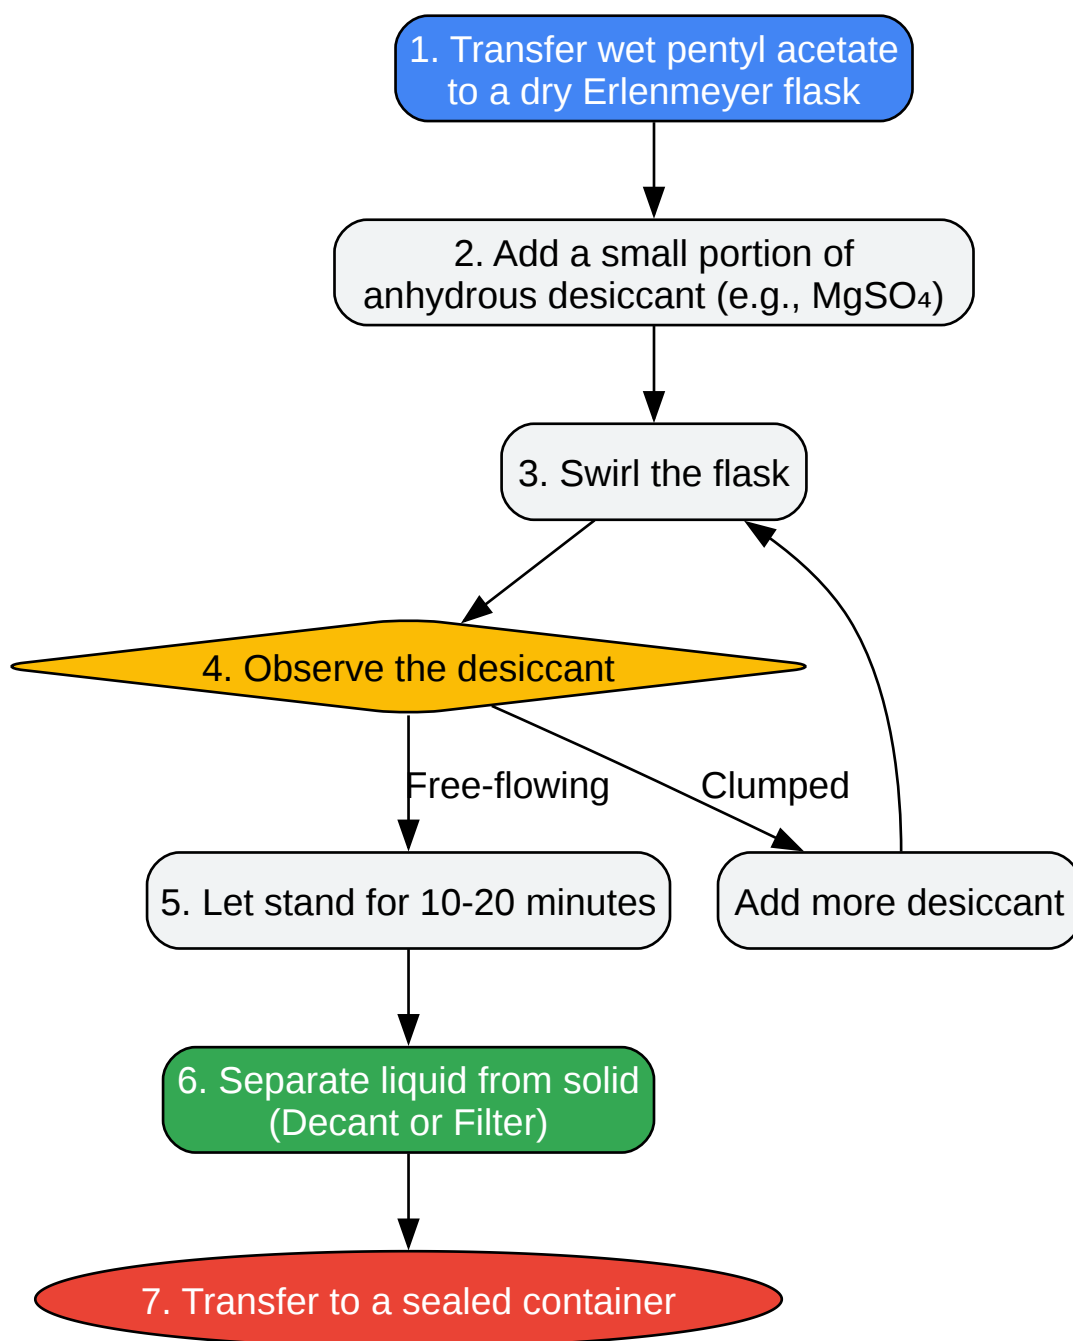 1. Transfer wet pentyl acetate
to a dry Erlenmeyer flask
2. Add a small portion of
anhydrous desiccant (e.g., MgSO₄)
3. Swirl the flask
4. Observe the desiccant
Free-flowing
Clumped
5. Let stand for 10-20 minutes
Add more desiccant
6. Separate liquid from solid
(Decant or Filter)
7. Transfer to a sealed container